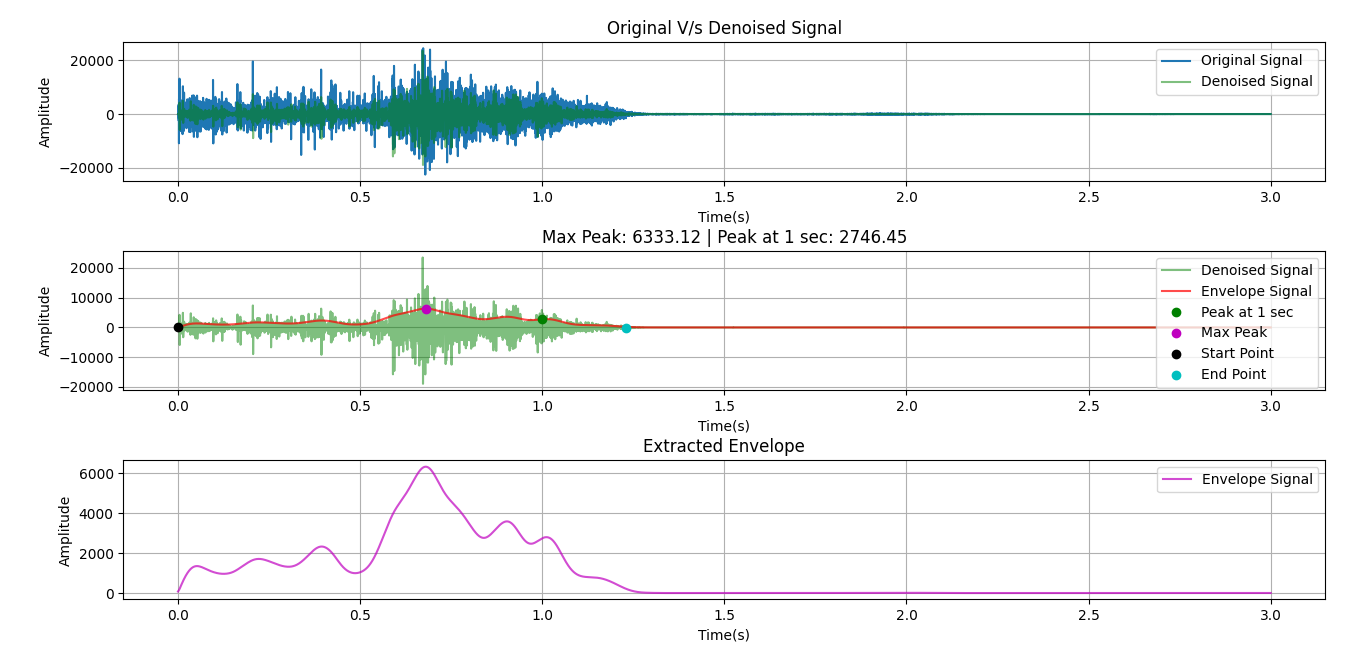 Original V/s Denoised Signal
20000
0
−20000
Amplitude
Original Signal
Denoised Signal
0.0 0.5 1.0 1.5 2.0 2.5 3.0
Time(s)
Max Peak: 6333.12 | Peak at 1 sec: 2746.45
20000
10000
0
−10000
−20000
Amplitude
Denoised Signal
Envelope Signal
Peak at 1 sec
Max Peak
Start Point
End Point
0.0 0.5 1.0 1.5 2.0 2.5 3.0
Time(s)
Extracted Envelope
6000
4000
2000
0
Amplitude
Envelope Signal
0.0 0.5 1.0 1.5 2.0 2.5 3.0
Time(s)